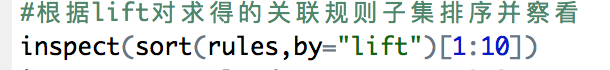 #根据lift对求得的关联规则子集排序并察看
inspect(sort(rules,by="lift")[1:10])